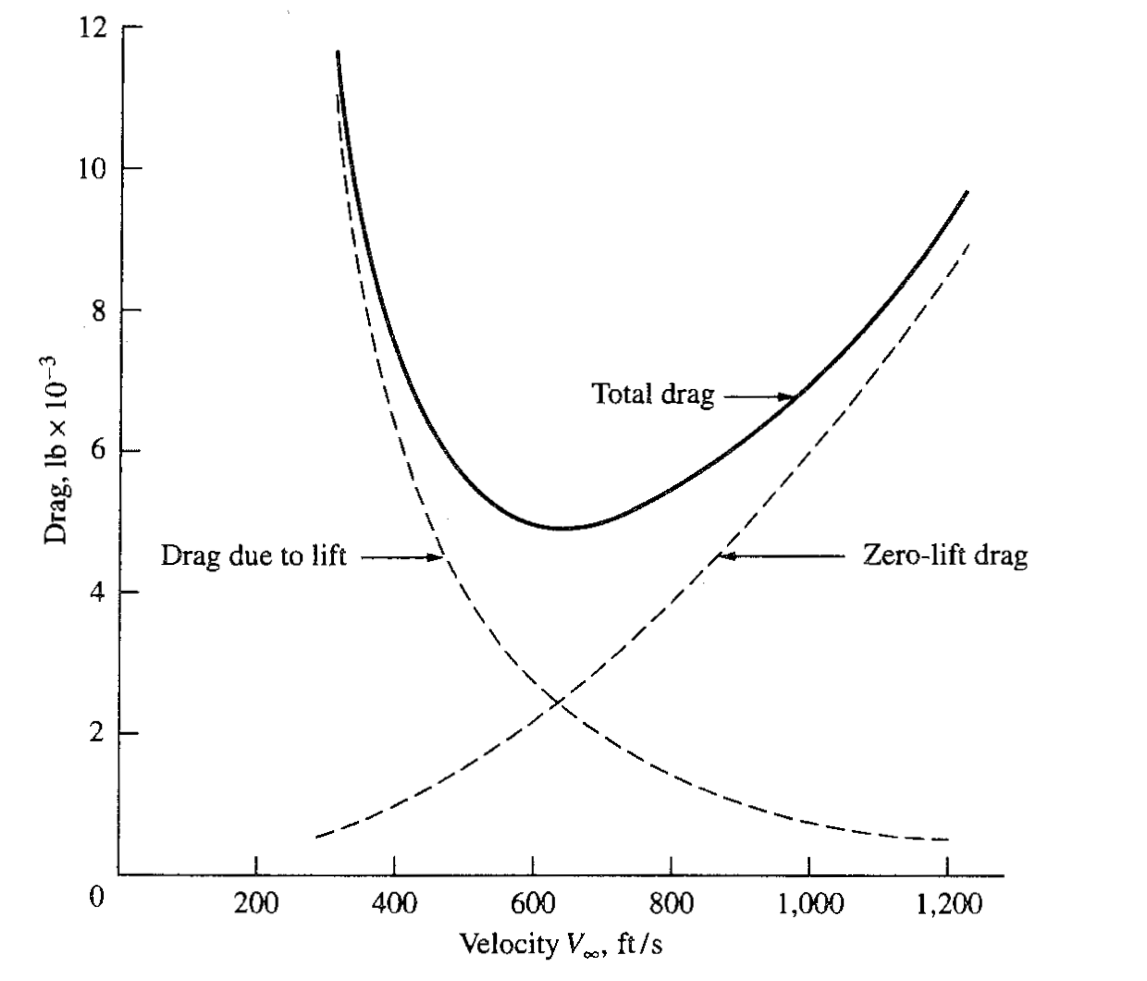 12
10
8
6
4
2
0
Drag, lb × 10⁻³
Total drag
Drag due to lift
Zero-lift drag
200 400 600 800 1,000 1,200
Velocity V∞, ft/s